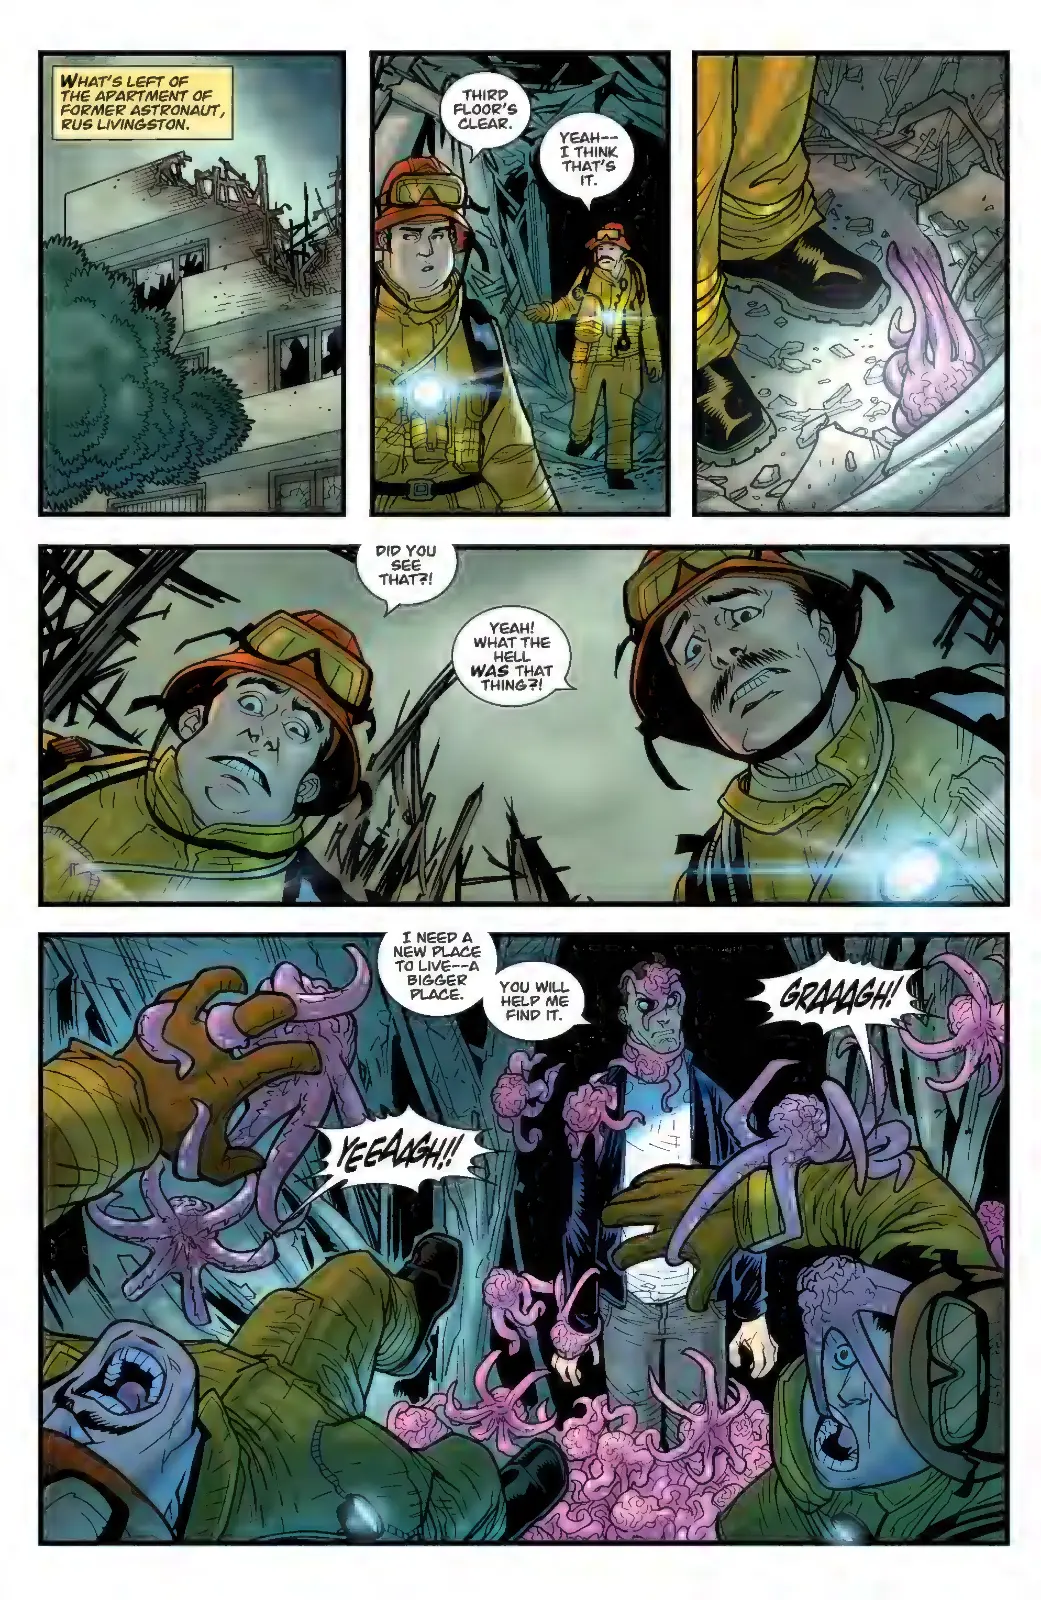 WHAT'S LEFT OF
THE APARTMENT OF
FORMER ASTRONAUT,
RUS LIVINGSTON.
THIRD
FLOOR'S
CLEAR.
YEAH--
I THINK
THAT'S
IT.
DID YOU
SEE
THAT?!
YEAH!
WHAT THE
HELL
WAS THAT
THING?!
I NEED A
NEW PLACE
TO LIVE--A
BIGGER
PLACE.
YOU WILL
HELP ME
FIND IT.
GRAAAGH!
YEEAAGH!!